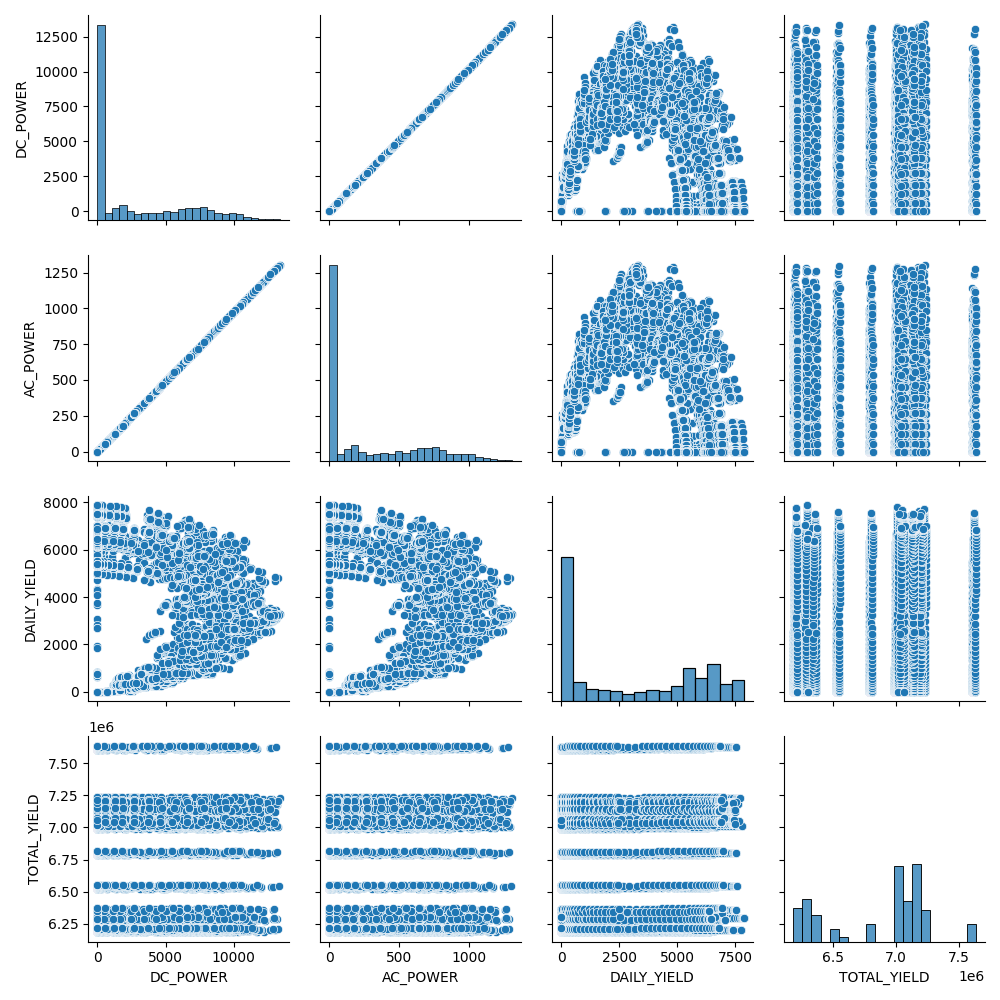 DC_POWER
12500
10000
7500
5000
2500
0
AC_POWER
1250
1000
750
500
250
0
DAILY_YIELD
8000
6000
4000
2000
0
1e6
TOTAL_YIELD
7.50
7.25
7.00
6.75
6.50
6.25
0 5000 10000
DC_POWER
0 500 1000
AC_POWER
0 2500 5000 7500
DAILY_YIELD
6.5 7.0 7.5
TOTAL_YIELD 1e6